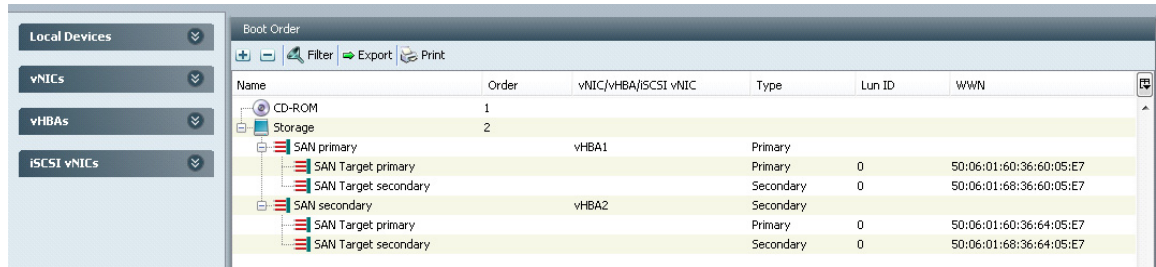 Local Devices
vNICs
vHBAs
iSCSI vNICs
Boot Order
Filter Export Print
Name Order vNIC/vHBA/iSCSI vNIC Type Lun ID WWN
CD-ROM 1
Storage 2
SAN primary vHBA1 Primary
SAN Target primary Primary 0 50:06:01:60:36:60:05:E7
SAN Target secondary Secondary 0 50:06:01:68:36:60:05:E7
SAN secondary vHBA2 Secondary
SAN Target primary Primary 0 50:06:01:60:36:64:05:E7
SAN Target secondary Secondary 0 50:06:01:68:36:64:05:E7